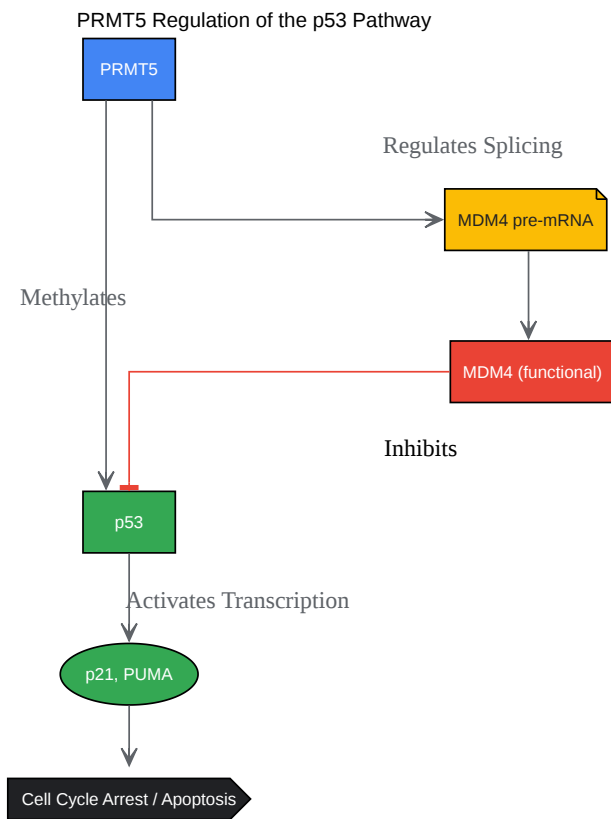 PRMT5 Regulation of the p53 Pathway
PRMT5
Regulates Splicing
MDM4 pre-mRNA
Methylates
MDM4 (functional)
Inhibits
p53
Activates Transcription
p21, PUMA
Cell Cycle Arrest / Apoptosis